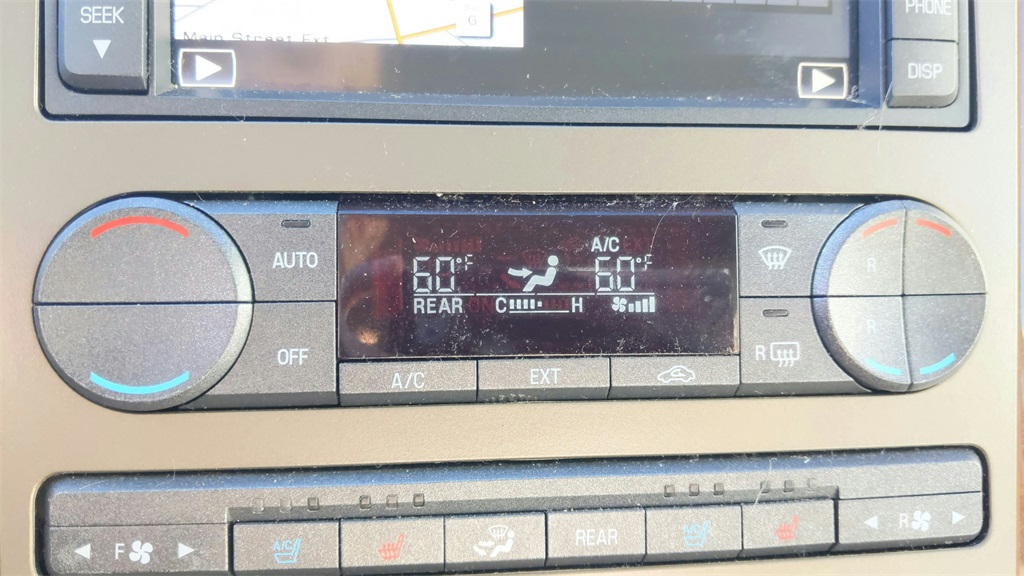 SEEK
G
Main Street Ext
PHONE
DISP
AUTO
OFF
A/C
60°F
60°F
REAR
C
H
R
R
R
A/C
EXT
F
A/C
REAR
A/C
R